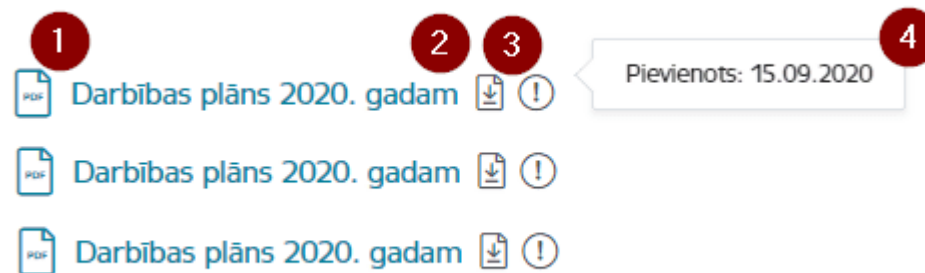 1
2
3
4
PDF Darbības plāns 2020. gadam
Pievienots: 15.09.2020
PDF Darbības plāns 2020. gadam
PDF Darbības plāns 2020. gadam